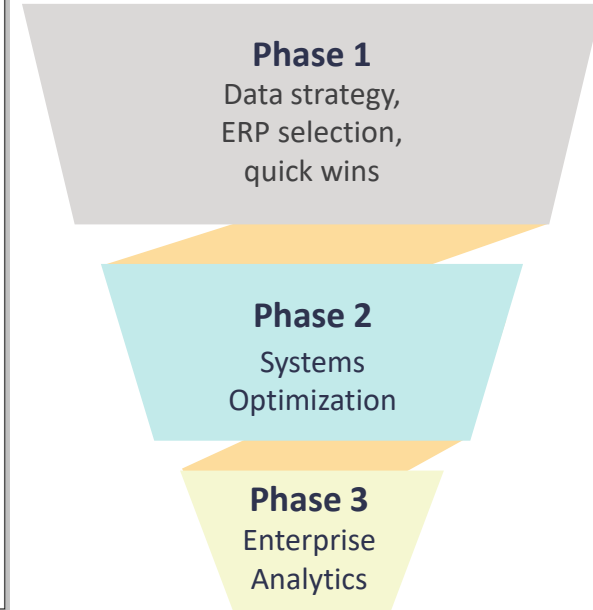 Phase 1
Data strategy,
ERP selection,
quick wins
Phase 2
Systems
Optimization
Phase 3
Enterprise
Analytics